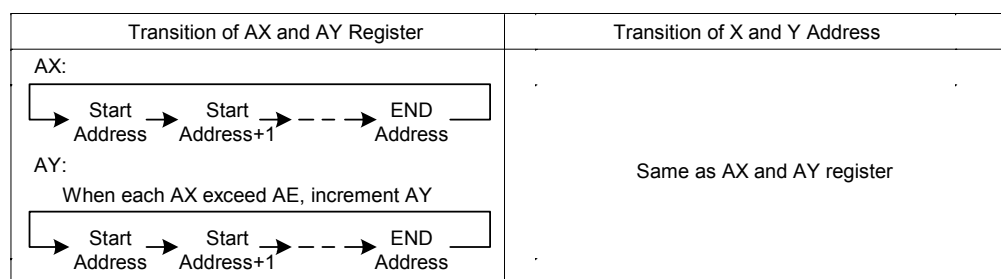 Transition of AX and AY Register
Transition of X and Y Address
AX:
Start Start END
Address Address+1 Address
AY:
When each AX exceed AE, increment AY
Start Start END
Address Address+1 Address
Same as AX and AY register